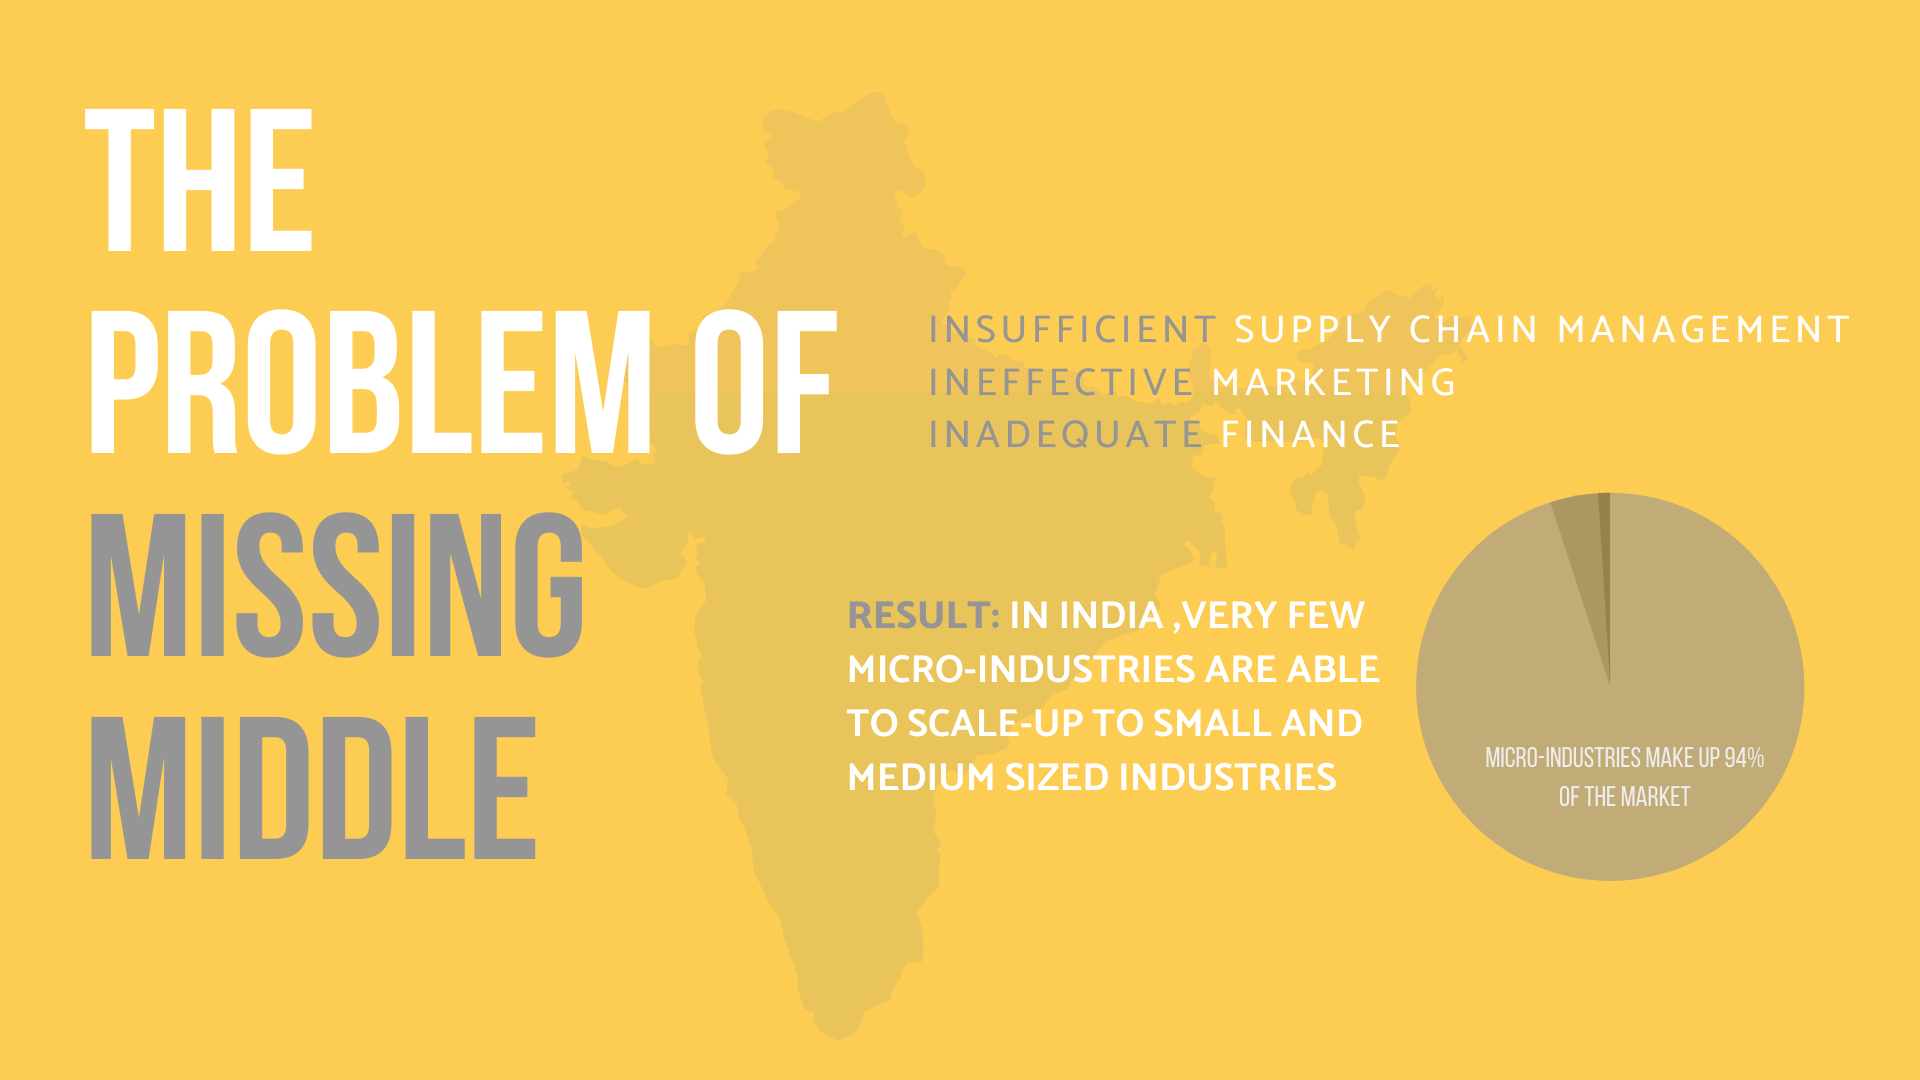 THE
PROBLEM OF
MISSING
MIDDLE
INSUFFICIENT SUPPLY CHAIN MANAGEMENT
INEFFECTIVE MARKETING
INADEQUATE FINANCE
RESULT: IN INDIA ,VERY FEW
MICRO-INDUSTRIES ARE ABLE
TO SCALE-UP TO SMALL AND
MEDIUM SIZED INDUSTRIES
MICRO-INDUSTRIES MAKE UP 94%
OF THE MARKET